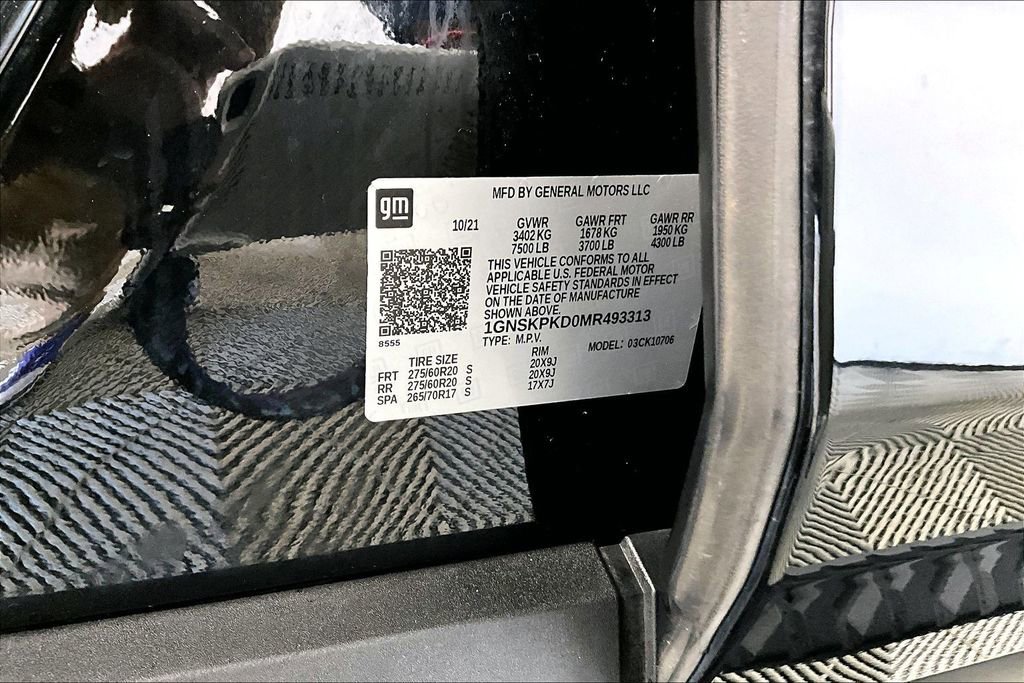 gm
MFD BY GENERAL MOTORS LLC
10/21 GVWR GAWR FRT GAWR RR
3402 KG 1678 KG 1950 KG
7500 LB 3700 LB 4300 LB
THIS VEHICLE CONFORMS TO ALL
APPLICABLE U.S. FEDERAL MOTOR
VEHICLE SAFETY STANDARDS IN EFFECT
ON THE DATE OF MANUFACTURE
SHOWN ABOVE.
1GNSKPKD0MR493313
8555
TYPE: M.P.V. MODEL: 03CK10706
TIRE SIZE RIM
FRT 275/60R20 S 20X9J
RR 275/60R20 S 20X9J
SPA 265/70R17 S 17X7J